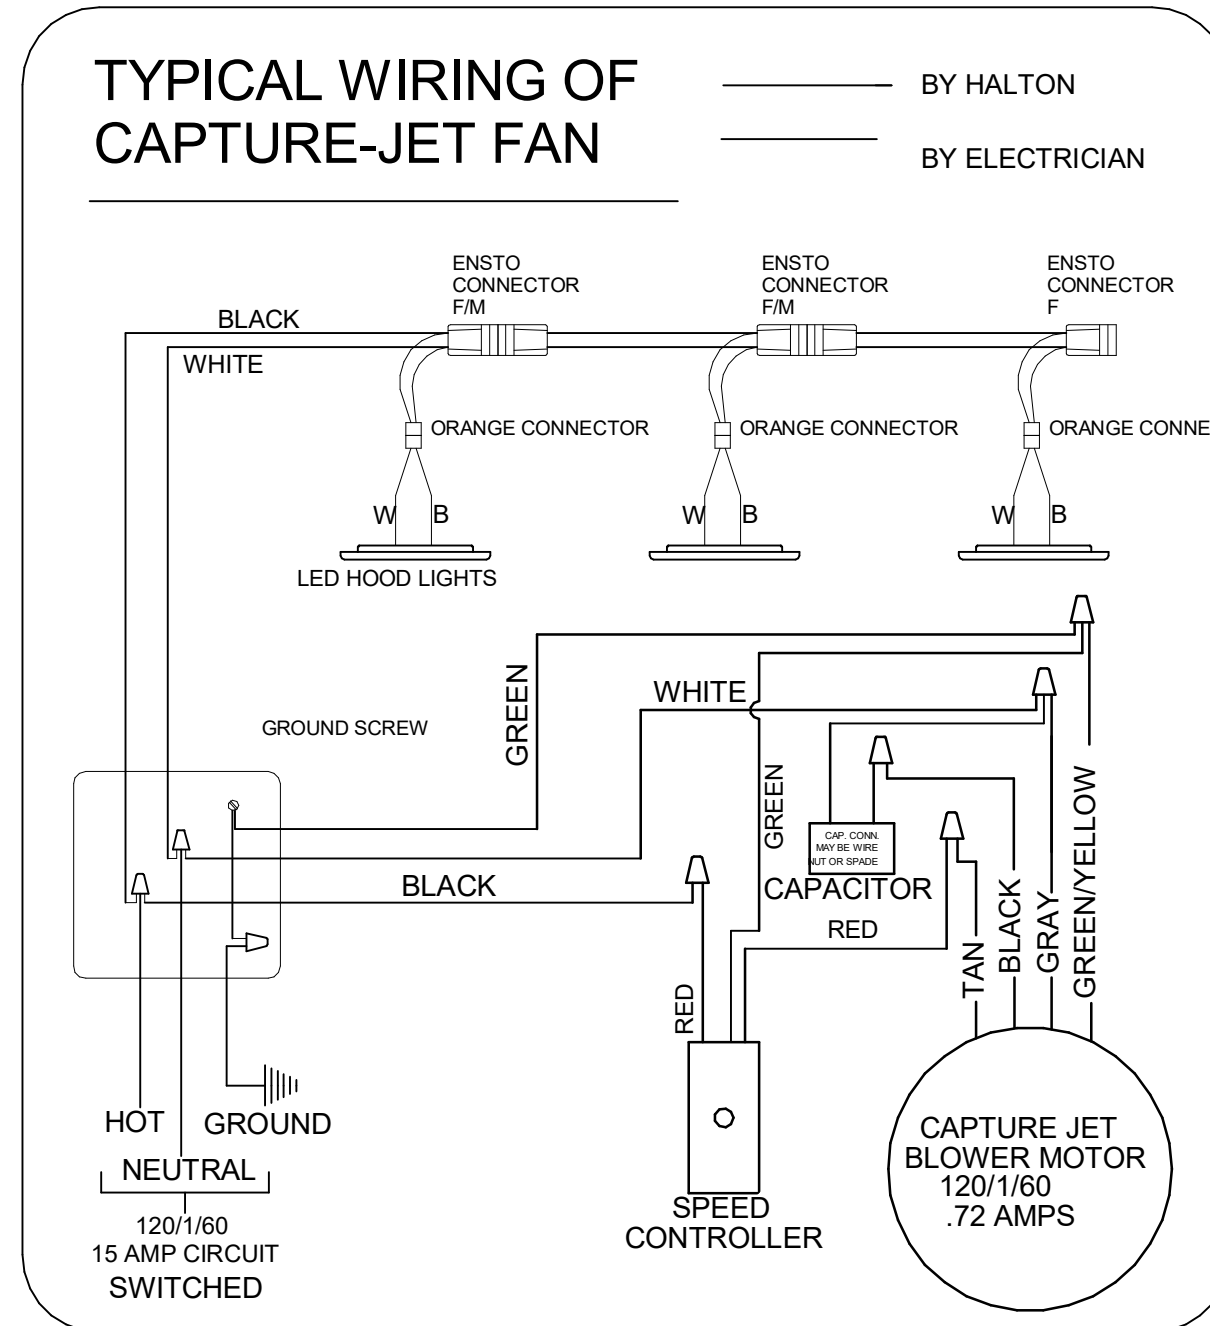 TYPICAL WIRING OF
CAPTURE-JET FAN
BY HALTON
BY ELECTRICIAN
ENSTO
CONNECTOR
F/M
ENSTO
CONNECTOR
F/M
ENSTO
CONNECTOR
F
BLACK
WHITE
ORANGE CONNECTOR
ORANGE CONNECTOR
ORANGE CONNE
W
B
W
B
W
B
LED HOOD LIGHTS
GREEN
WHITE
GROUND SCREW
GREEN
CAP. CONN.
MAY BE WIRE
NUT OR SPADE
CAPACITOR
BLACK
RED
RED
TAN
BLACK
GRAY
GREEN/YELLOW
HOT
GROUND
NEUTRAL
120/1/60
15 AMP CIRCUIT
SWITCHED
SPEED
CONTROLLER
CAPTURE JET
BLOWER MOTOR
120/1/60
.72 AMPS